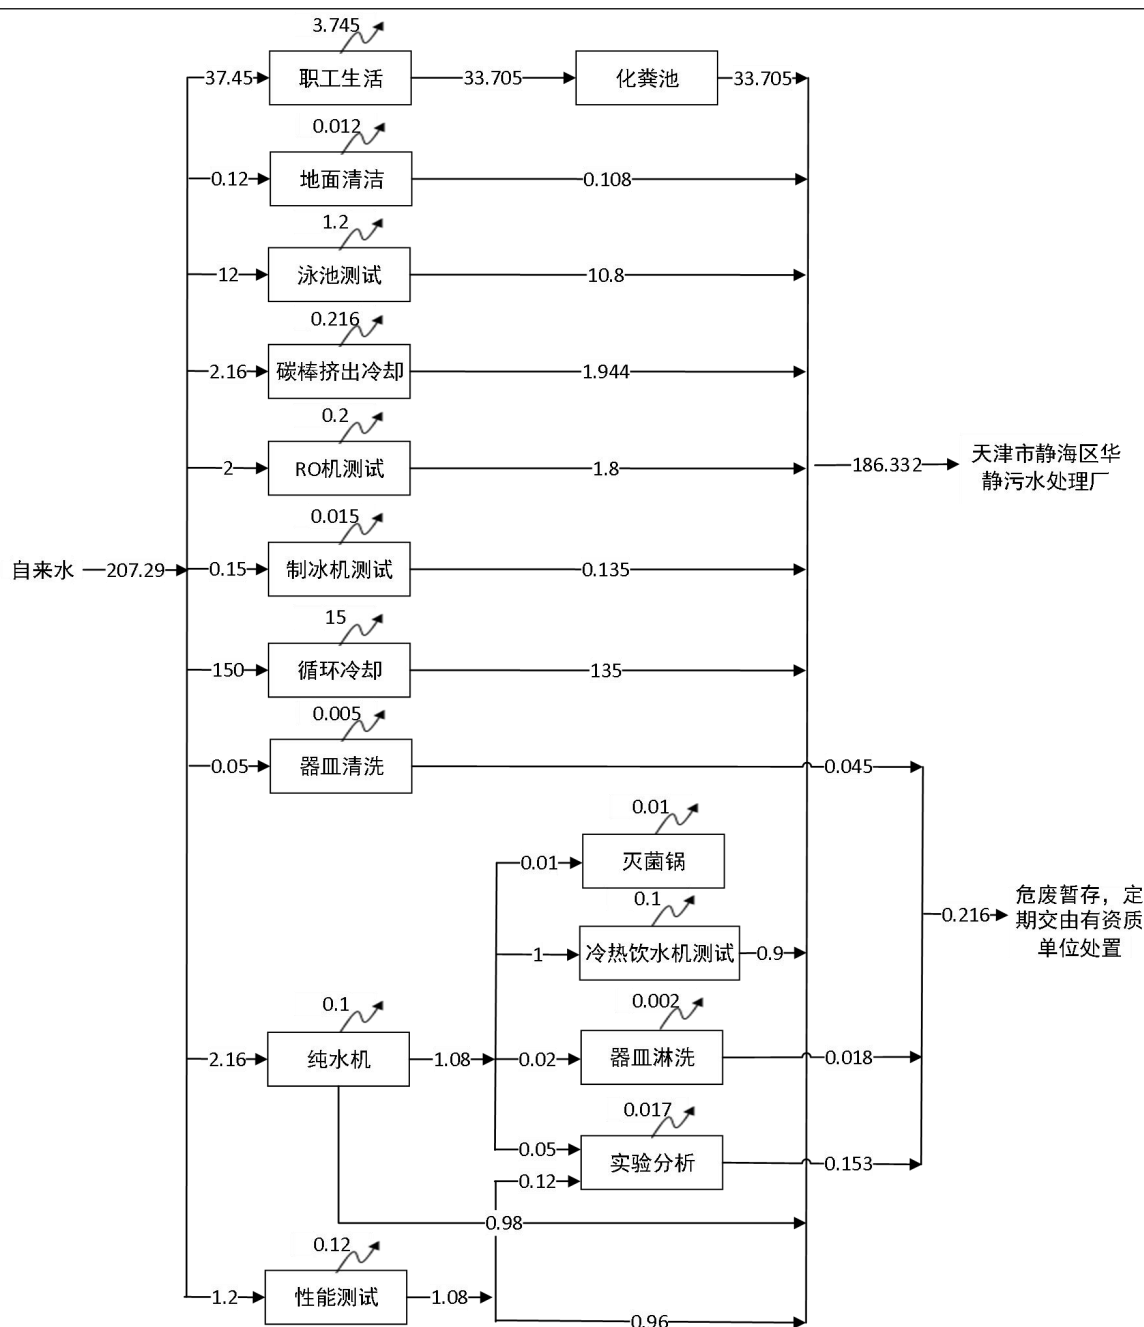 3.745
37.45
职工生活
33.705
化粪池
33.705
0.012
0.12
地面清洁
0.108
1.2
12
泳池测试
10.8
0.216
2.16
碳棒挤出冷却
1.944
0.2
2
RO机测试
1.8
186.332
天津市静海区华
静污水处理厂
0.015
自来水
207.29
0.15
制冰机测试
0.135
15
150
循环冷却
135
0.005
0.05
器皿清洗
0.045
0.01
0.01
灭菌锅
0.1
1
冷热饮水机测试
0.9
0.216
危废暂存，定
期交由有资质
单位处置
0.1
2.16
纯水机
1.08
0.002
0.02
器皿淋洗
0.018
0.017
0.05
0.12
实验分析
0.153
0.98
0.12
1.2
性能测试
1.08
0.96